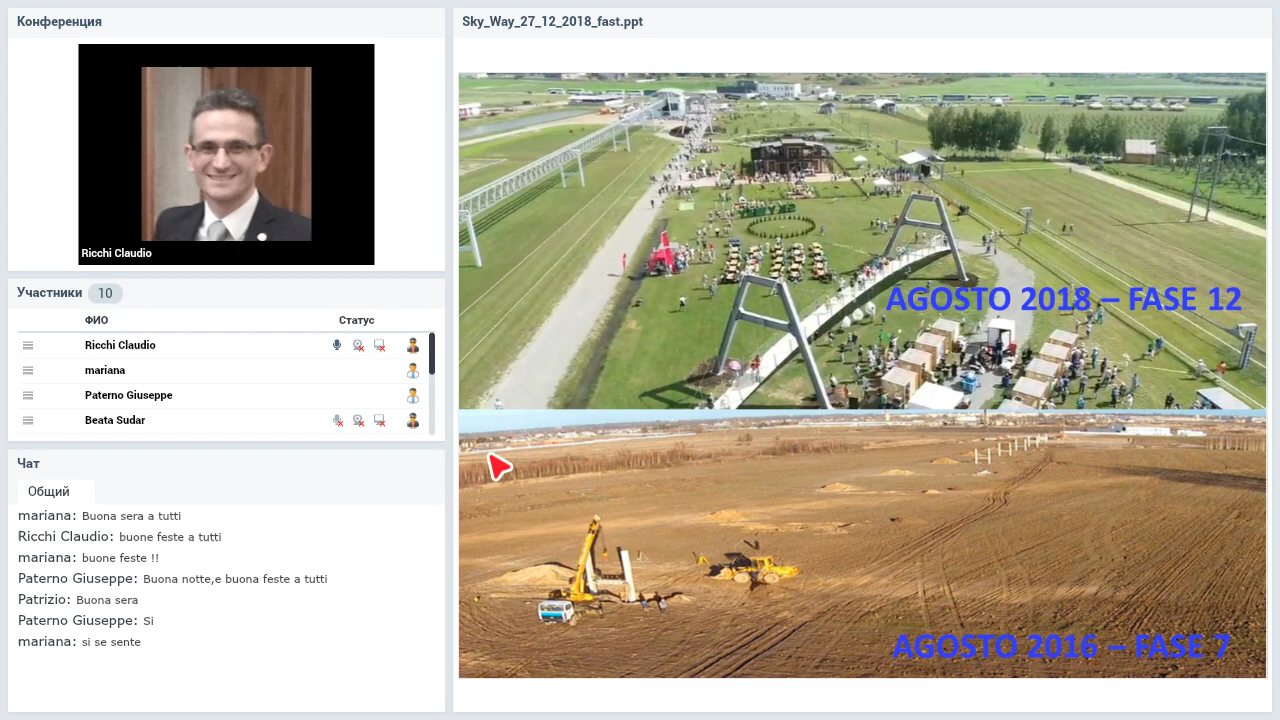 Конференция
Ricchi Claudio
Участники 10
ФИО Статус
Ricchi Claudio
mariana
Paterno Giuseppe
Beata Sudar
Чат
Общий
mariana: Buona sera a tutti
Ricchi Claudio: buone feste a tutti
mariana: buone feste !!
Paterno Giuseppe: Buona notte,e buona feste a tutti
Patrizio: Buona sera
Paterno Giuseppe: Si
mariana: si se sente
Sky_Way_27_12_2018_fast.ppt
AGOSTO 2018 – FASE 12
AGOSTO 2016 – FASE 7